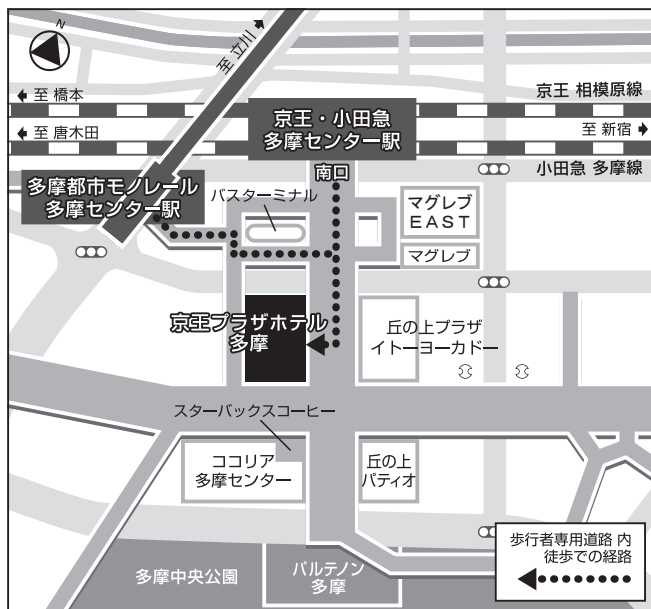 N
至 立川
至 橋本
京王 相模原線
京王・小田急
多摩センター駅
至 唐木田
至 新宿
南口
小田急 多摩線
多摩都市モノレール
多摩センター駅
バスターミナル
マグレブ
EAST
マグレブ
京王プラザホテル
多摩
丘の上プラザ
イトーヨーカドー
スターバックスコーヒー
ココリア
多摩センター
丘の上
パティオ
歩行者専用道路 内
徒歩での経路
多摩中央公園
パルテノン
多摩